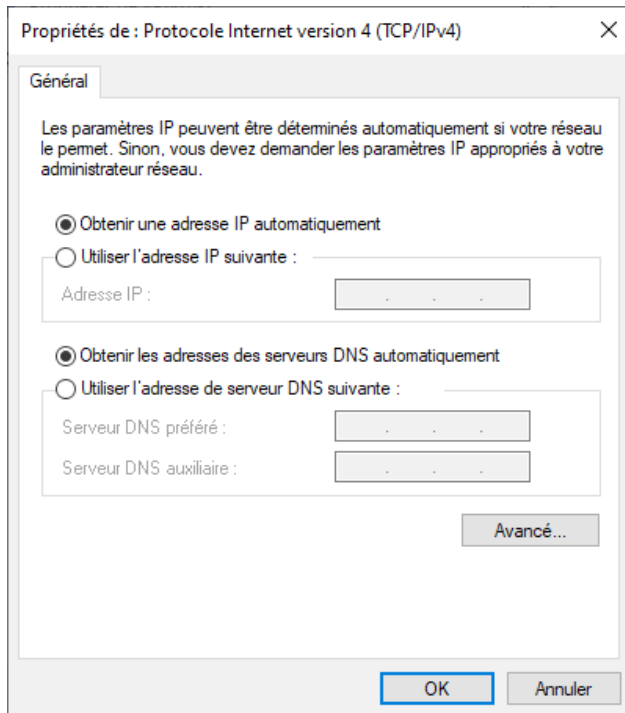 Propriétés de : Protocole Internet version 4 (TCP/IPv4)
Général
Les paramètres IP peuvent être déterminés automatiquement si votre réseau
le permet. Sinon, vous devez demander les paramètres IP appropriés à votre
administrateur réseau.
Obtenir une adresse IP automatiquement
Utiliser l'adresse IP suivante :
Adresse IP :
Obtenir les adresses des serveurs DNS automatiquement
Utiliser l'adresse de serveur DNS suivante :
Serveur DNS préféré :
Serveur DNS auxiliaire :
Avancé...
OK
Annuler